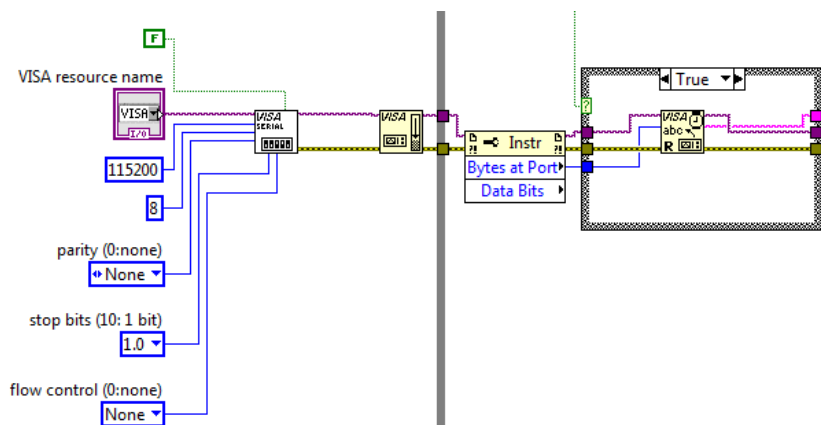 F
VISA resource name
VISA
I/O
VISA
SERIAL
VISA
115200
8
parity (0:none)
None
stop bits (10: 1 bit)
1.0
flow control (0:none)
None
Instr
Bytes at Port
Data Bits
True
?
VISA
abc
R